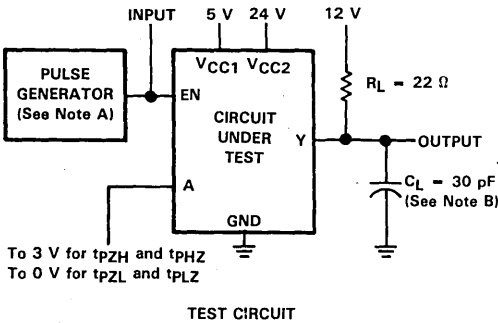 INPUT
5 V
24 V
12 V
VCC1
VCC2
PULSE
GENERATOR
(See Note A)
EN
RL = 22 Ω
CIRCUIT
UNDER
TEST
Y
OUTPUT
A
CL = 30 pF
(See Note B)
GND
To 3 V for tPZH and tPHZ
To 0 V for tPZL and tPLZ
TEST CIRCUIT